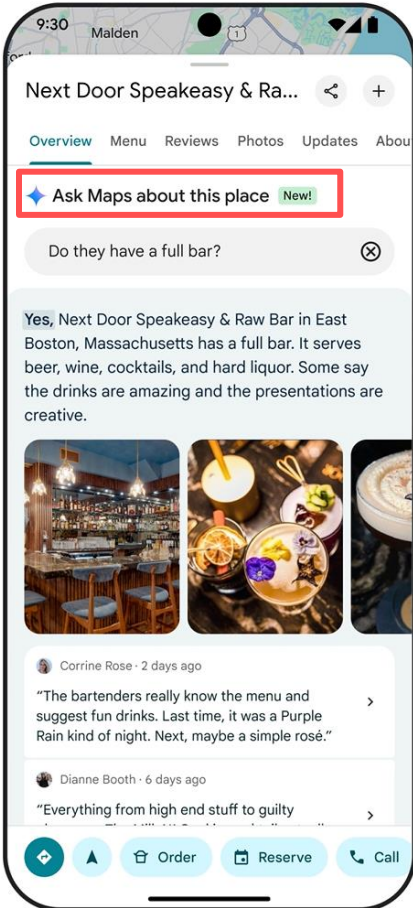 9:30
Malden
1
Next Door Speakeasy & Ra...
Overview Menu Reviews Photos Updates Abou
Ask Maps about this place New!
Do they have a full bar?
Yes, Next Door Speakeasy & Raw Bar in East
Boston, Massachusetts has a full bar. It serves
beer, wine, cocktails, and hard liquor. Some say
the drinks are amazing and the presentations are
creative.
Corrine Rose · 2 days ago
“The bartenders really know the menu and
suggest fun drinks. Last time, it was a Purple
Rain kind of night. Next, maybe a simple rosé.”
Dianne Booth · 6 days ago
“Everything from high end stuff to guilty
Order Reserve Call